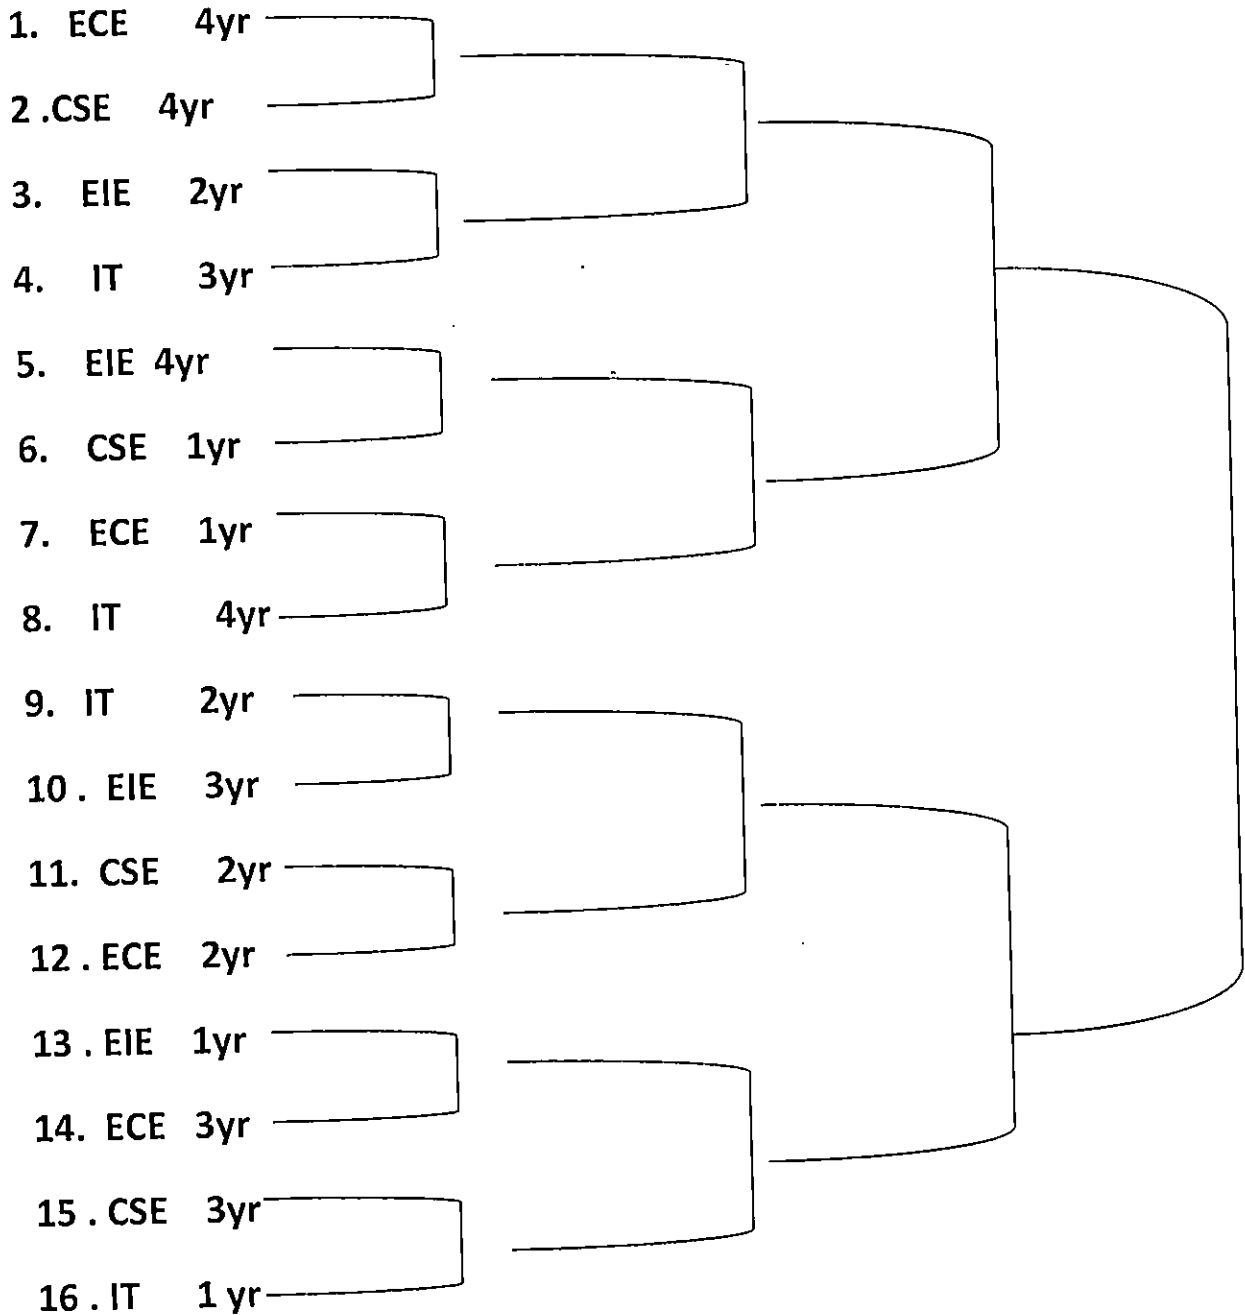 1. ECE 4yr
2 .CSE 4yr
3. EIE 2yr
4. IT 3yr
5. EIE 4yr
6. CSE 1yr
7. ECE 1yr
8. IT 4yr
9. IT 2yr
10 . EIE 3yr
11. CSE 2yr
12 . ECE 2yr
13 . EIE 1yr
14. ECE 3yr
15 . CSE 3yr
16 . IT 1 yr